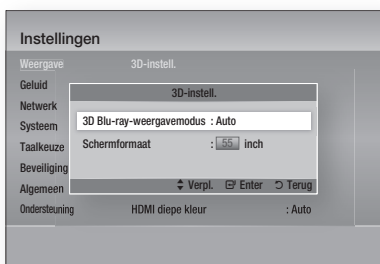 Instellingen
Weergave 3D-instell.
Geluid
3D-instell.
Netwerk
3D Blu-ray-weergavemodus : Auto
Systeem
Schermformaat : 55 inch
Taalkeuze
Beveiliging
Verpl. Enter Terug
Algemeen
Ondersteuning HDMI diepe kleur : Auto